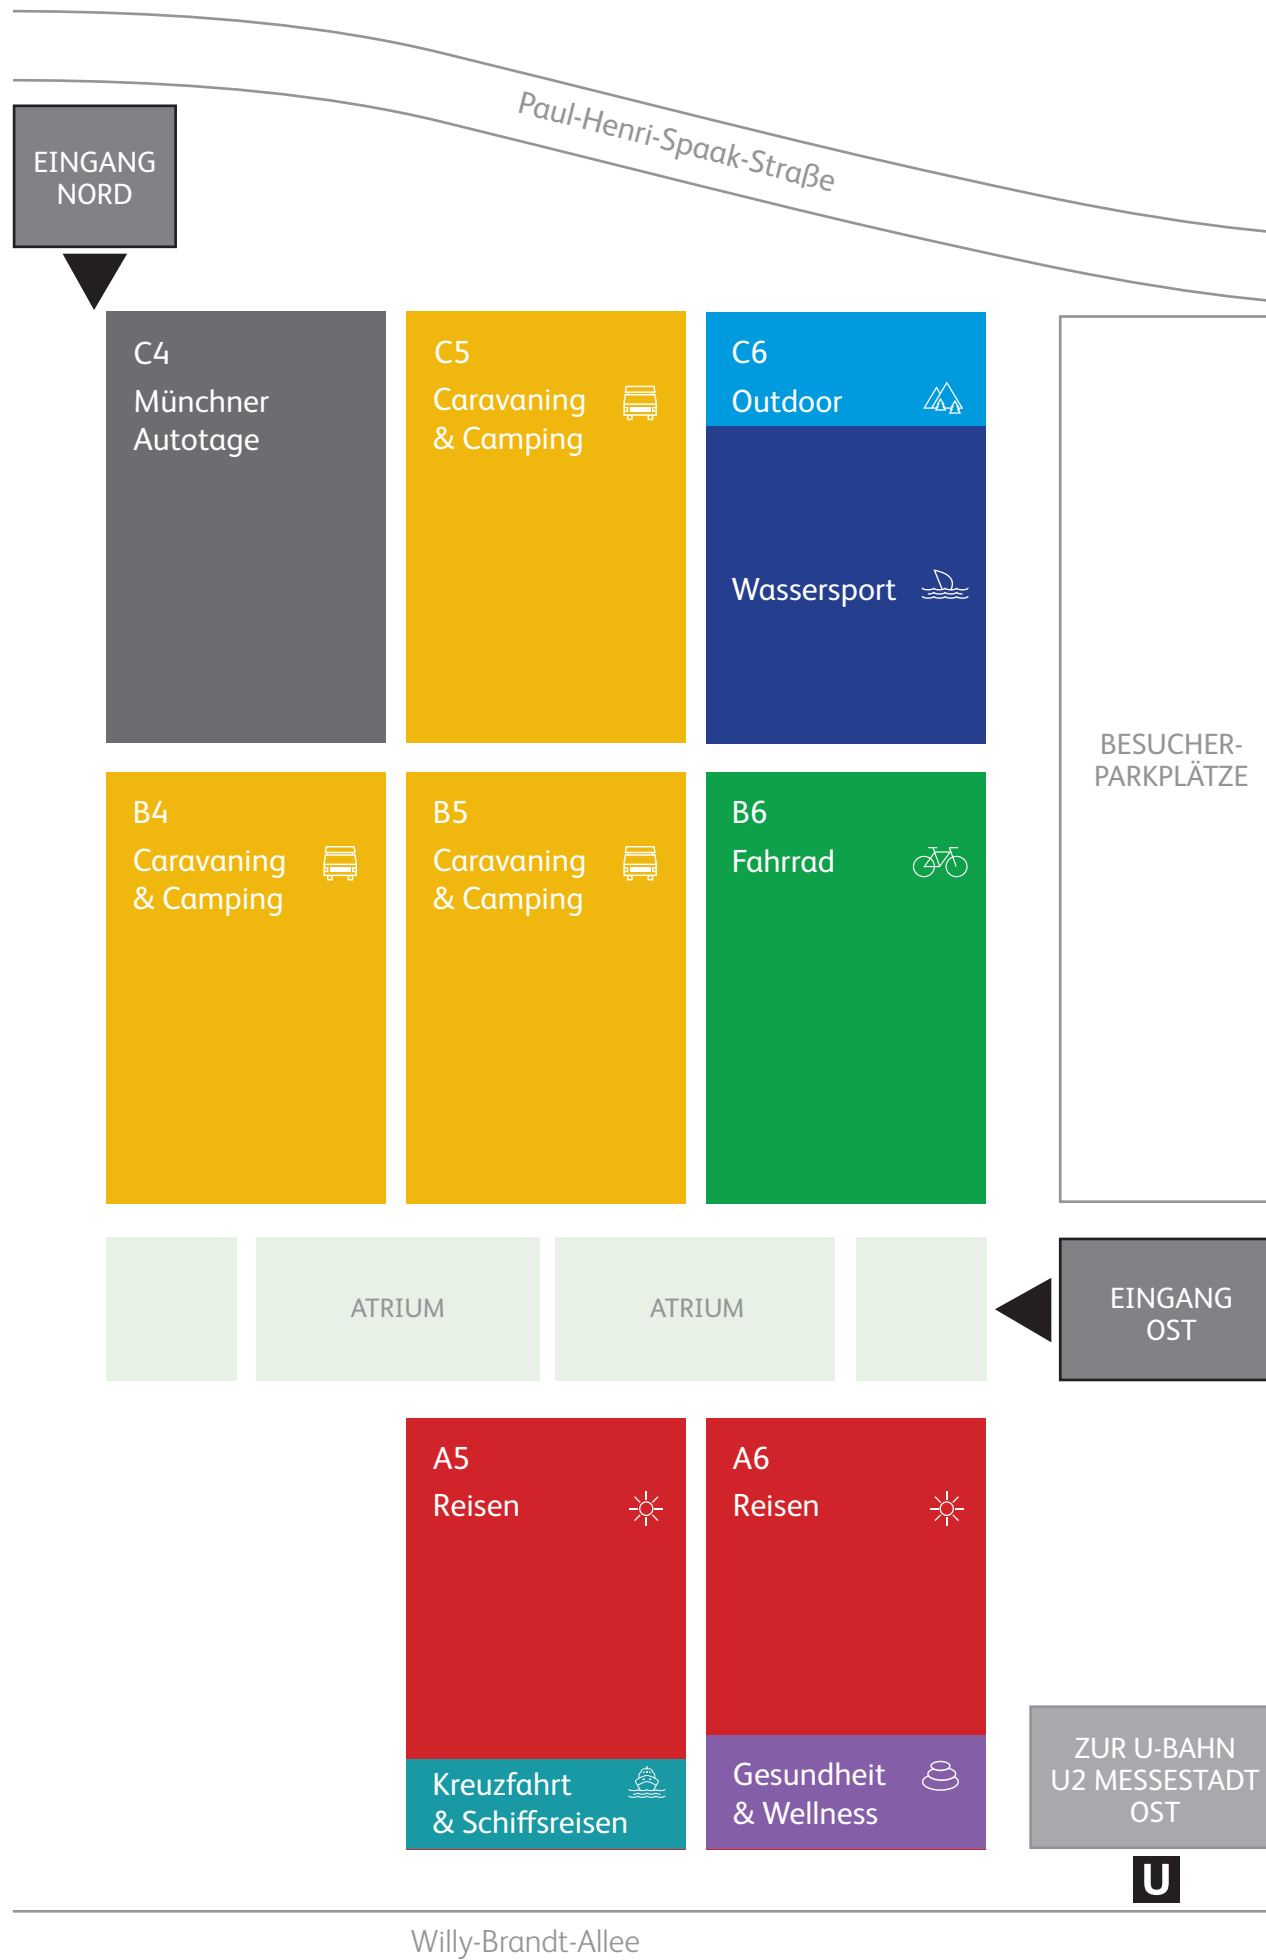 Paul-Henri-Spaak-Straße
EINGANG
NORD
C4
Münchner
Autotage
C5
Caravaning
& Camping
C6
Outdoor
Wassersport
BESUCHER-
PARKPLÄTZE
B4
Caravaning
& Camping
B5
Caravaning
& Camping
B6
Fahrrad
ATRIUM
ATRIUM
EINGANG
OST
A5
Reisen
Kreuzfahrt
& Schiffsreisen
A6
Reisen
Gesundheit
& Wellness
ZUR U-BAHN
U2 MESSESTADT
OST
U
Willy-Brandt-Allee